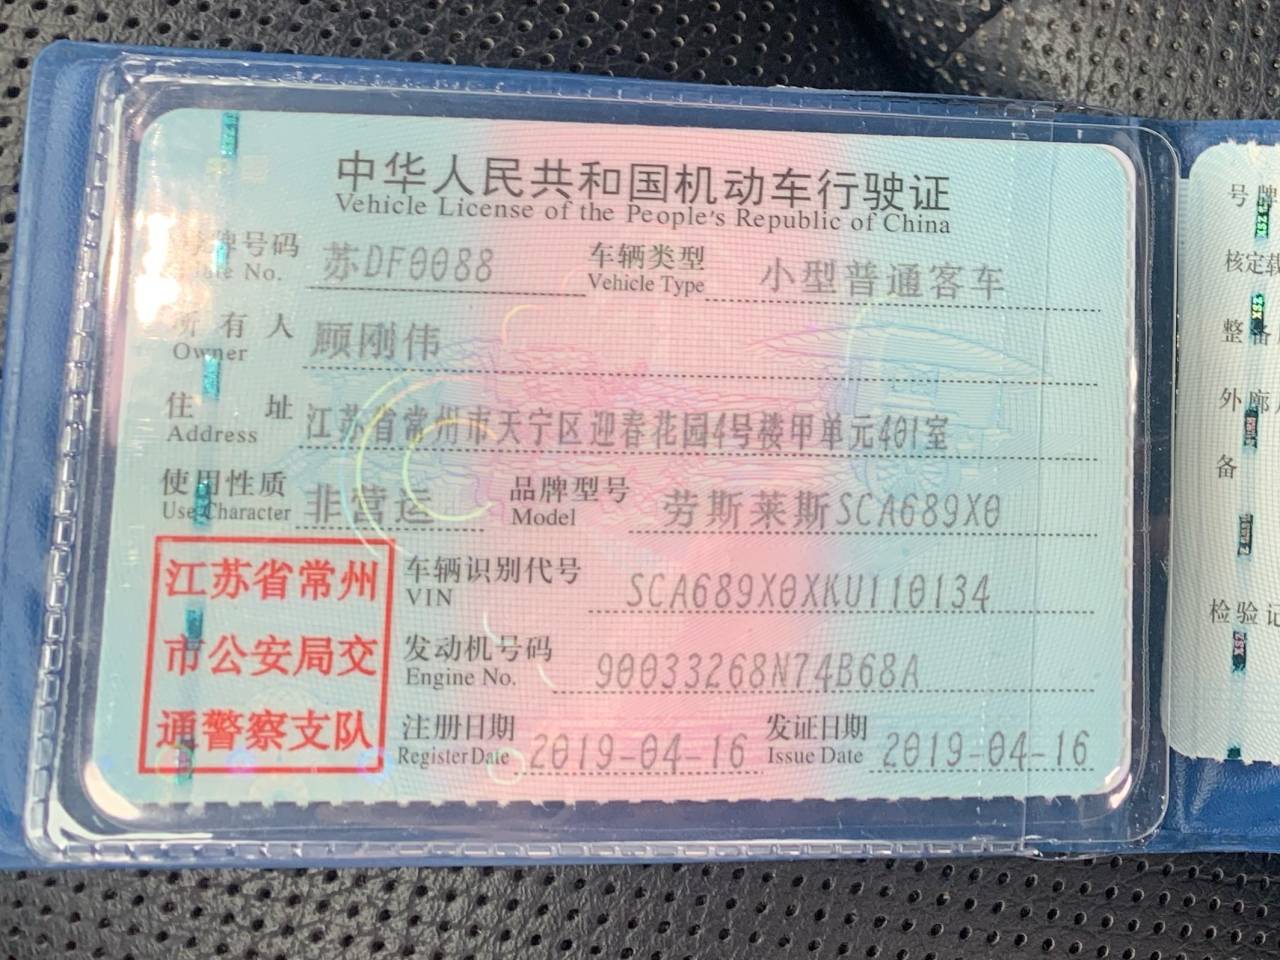 中华人民共和国机动车行驶证
Vehicle License of the People's Republic of China
号牌号码 苏DF0088 车辆类型 小型普通客车
No. Vehicle Type
所有人 顾刚伟
Owner
住址 江苏省常州市天宁区迎春花园4号楼甲单元401室
Address
使用性质 非营运 品牌型号 劳斯莱斯SCA689X0
Use Character Model
江苏省常州
市公安局交
通警察支队
车辆识别代号 SCA689X0XKU110134
VIN
发动机号码 90033268N74B68A
Engine No.
注册日期 2019-04-16 发证日期 2019-04-16
Register Date Issue Date
号牌
核定载
整备
外廓
备
检验记